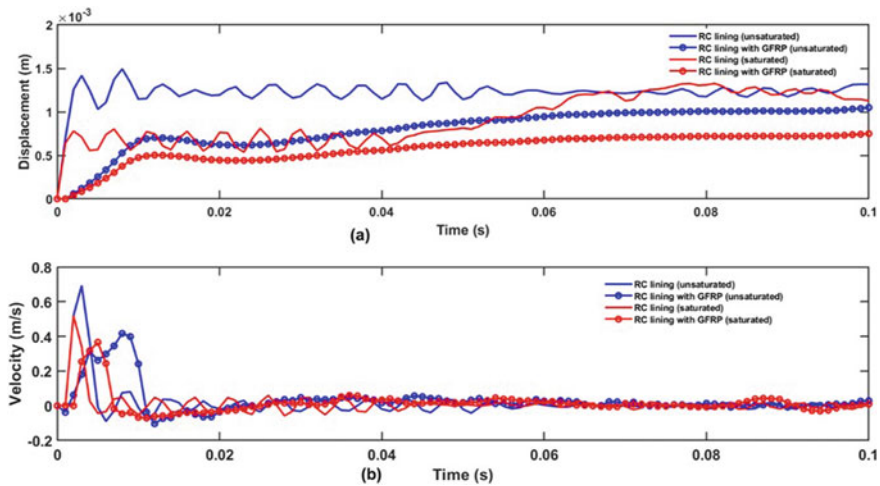 ×10⁻³
2
1.5
1
0.5
0
Displacement (m)
RC lining (unsaturated)
RC lining with GFRP (unsaturated)
RC lining (saturated)
RC lining with GFRP (saturated)
0 0.02 0.04 0.06 0.08 0.1
Time (s)
(a)
0.8
0.6
0.4
0.2
0
-0.2
Velocity (m/s)
RC lining (unsaturated)
RC lining with GFRP (unsaturated)
RC lining (saturated)
RC lining with GFRP (saturated)
0 0.02 0.04 0.06 0.08 0.1
(b) Time (s)